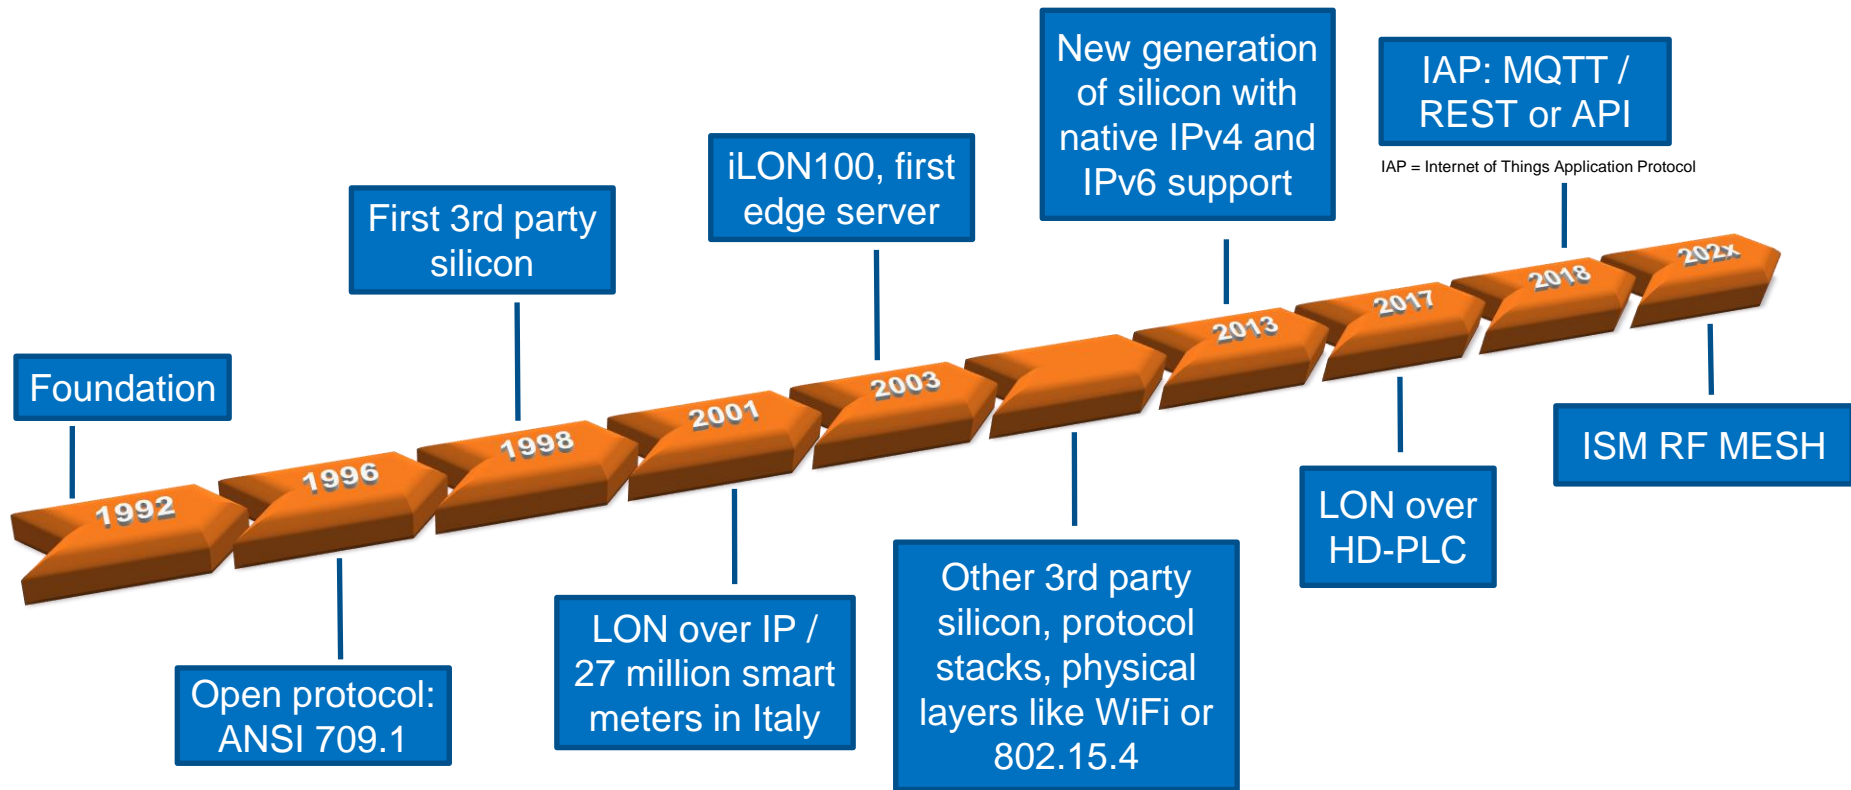 Foundation
1992
Open protocol:
ANSI 709.1
1996
First 3rd party
silicon
1998
LON over IP /
27 million smart
meters in Italy
2001
iLON100, first
edge server
2003
Other 3rd party
silicon, protocol
stacks, physical
layers like WiFi or
802.15.4
New generation
of silicon with
native IPv4 and
IPv6 support
2013
LON over
HD-PLC
2017
IAP: MQTT /
REST or API
IAP = Internet of Things Application Protocol
2018
202x
ISM RF MESH